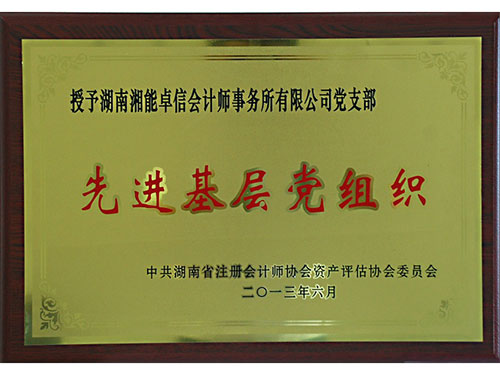 授予湖南湘能卓信会计师事务所有限公司党支部
先进基层党组织
中共湖南省注册会计师协会资产评估协会委员会
二〇一三年六月